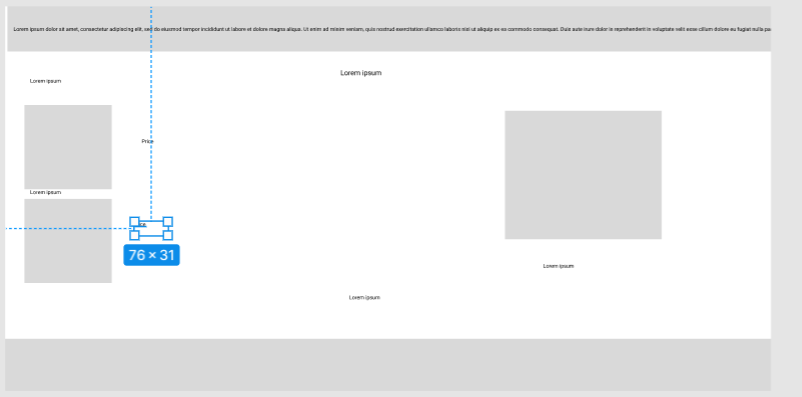 Lorem ipsum dolor sit amet, consectetur adipiscing elit, sed do eiusmod tempor incididunt ut labore et dolore magna aliqua. Ut enim ad minim veniam, quis nostrud exercitation ullamco laboris nisi ut aliquip ex ea commodo consequat. Duis aute irure dolor in reprehenderit in voluptate velit esse cillum dolore eu fugiat nulla pa
Lorem ipsum
Lorem ipsum
Price
Lorem ipsum
76 × 31
Lorem ipsum
Lorem ipsum